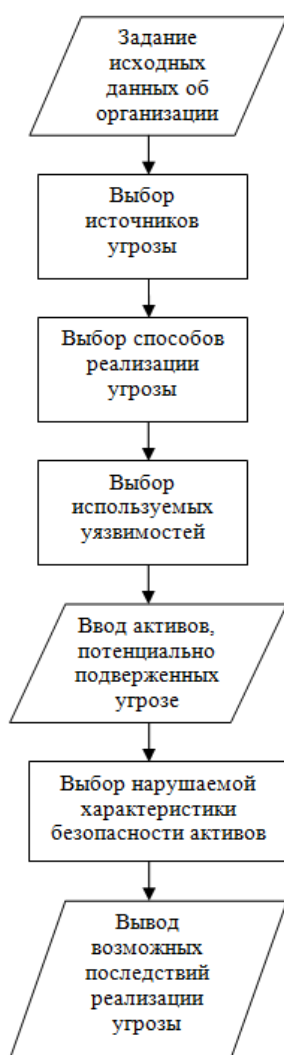 Задание
исходных
данных об
организации
Выбор
источников
угрозы
Выбор способов
реализации
угрозы
Выбор
используемых
уязвимостей
Ввод активов,
потенциально
подверженных
угрозе
Выбор нарушаемой
характеристики
безопасности активов
Вывод
возможных
последствий
реализации
угрозы